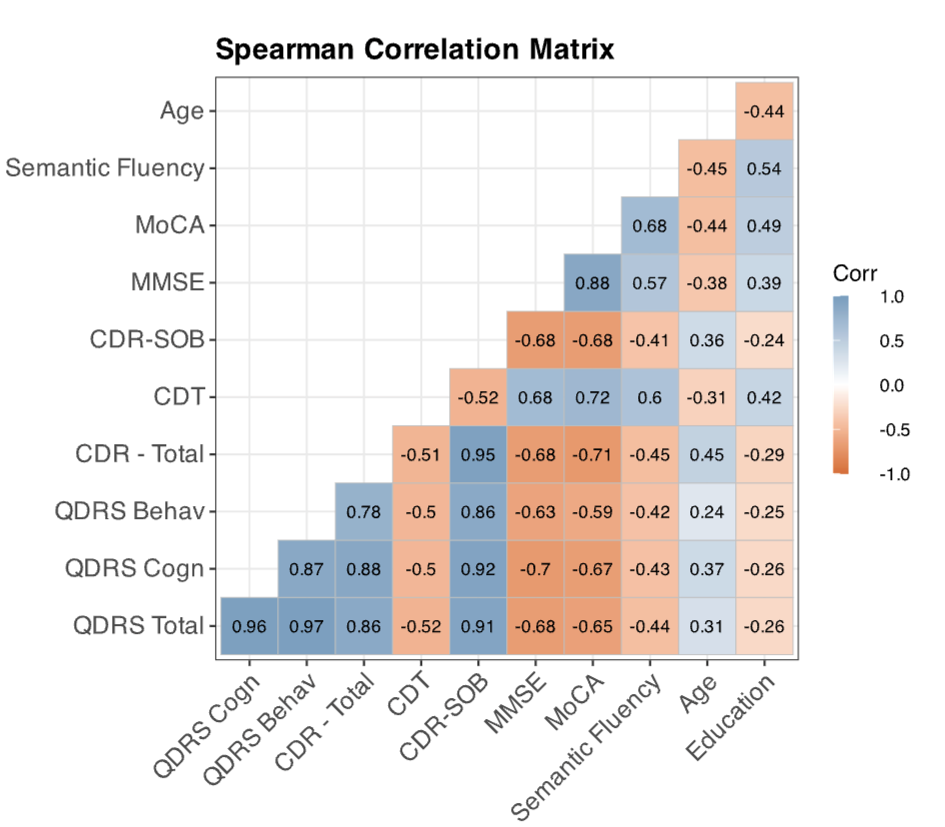 Spearman Correlation Matrix
Age -0.44
Semantic Fluency -0.45 0.54
MoCA 0.68 -0.44 0.49
MMSE 0.88 0.57 -0.38 0.39
CDR-SOB -0.68 -0.68 -0.41 0.36 -0.24
CDT -0.52 0.68 0.72 0.6 -0.31 0.42
CDR - Total -0.51 0.95 -0.68 -0.71 -0.45 0.45 -0.29
QDRS Behav 0.78 -0.5 0.86 -0.63 -0.59 -0.42 0.24 -0.25
QDRS Cogn 0.87 0.88 -0.5 0.92 -0.7 -0.67 -0.43 0.37 -0.26
QDRS Total 0.96 0.97 0.86 -0.52 0.91 -0.68 -0.65 -0.44 0.31 -0.26
QDRS Cogn
QDRS Behav
CDR - Total
CDT
CDR-SOB
MMSE
MoCA
Semantic Fluency
Age
Education
Corr
1.0
0.5
0.0
-0.5
-1.0